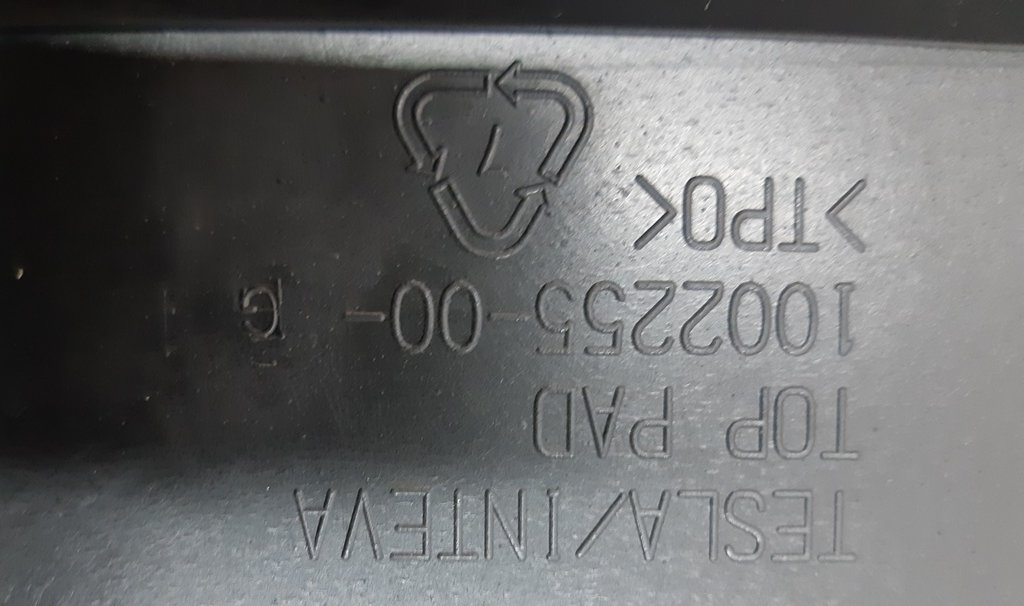 TESLA/INTEVA
TOP PAD
1002255-00-
>TPO<
7